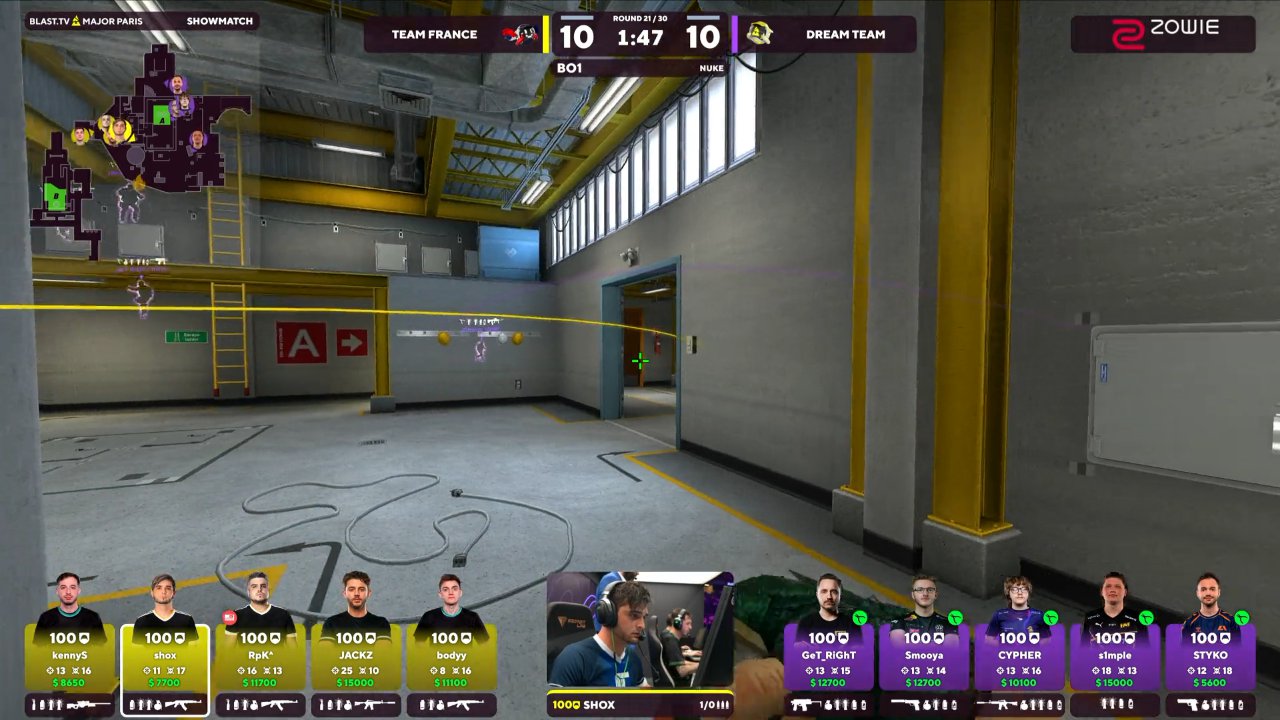 BLAST.TV MAJOR PARIS SHOWMATCH
TEAM FRANCE
10
ROUND 21 / 30
1:47
10
DREAM TEAM
BO1
NUKE
ZOWIE
A
B
A
100
kennyS
13 16
$ 8650
100
shox
11 17
$ 7700
100
RpK^
16 13
$ 11700
100
JACKZ
25 10
$ 15000
100
bodyy
8 16
$ 11100
100 SHOX
1/0
100
GeT_RiGhT
13 15
$ 12700
100
Smooya
13 14
$ 12700
100
CYPHER
13 16
$ 10100
100
s1mple
18 13
$ 15000
100
STYKO
12 18
$ 5600